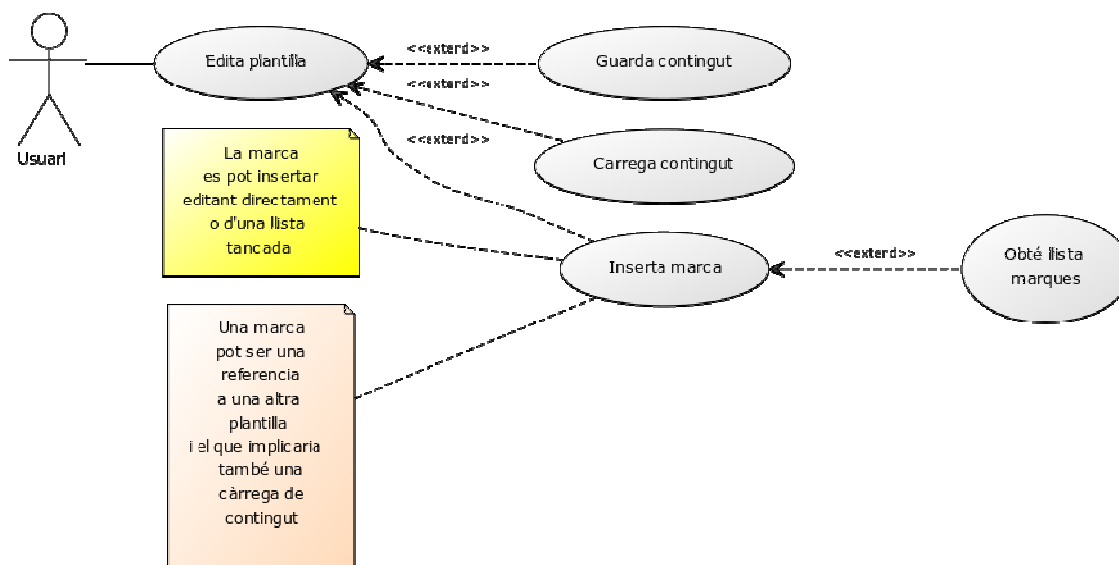 Usuari
Edita plantilla
<<extend>>
Guarda contingut
<<extend>>
Carrega contingut
<<extend>>
La marca
es pot insertar
editant directament
o d'una llista
tancada
Inserta marca
<<extend>>
Obté llista
marques
Una marca
pot ser una
referencia
a una altra
plantilla
i el que implicaria
també una
càrrega de
contingut